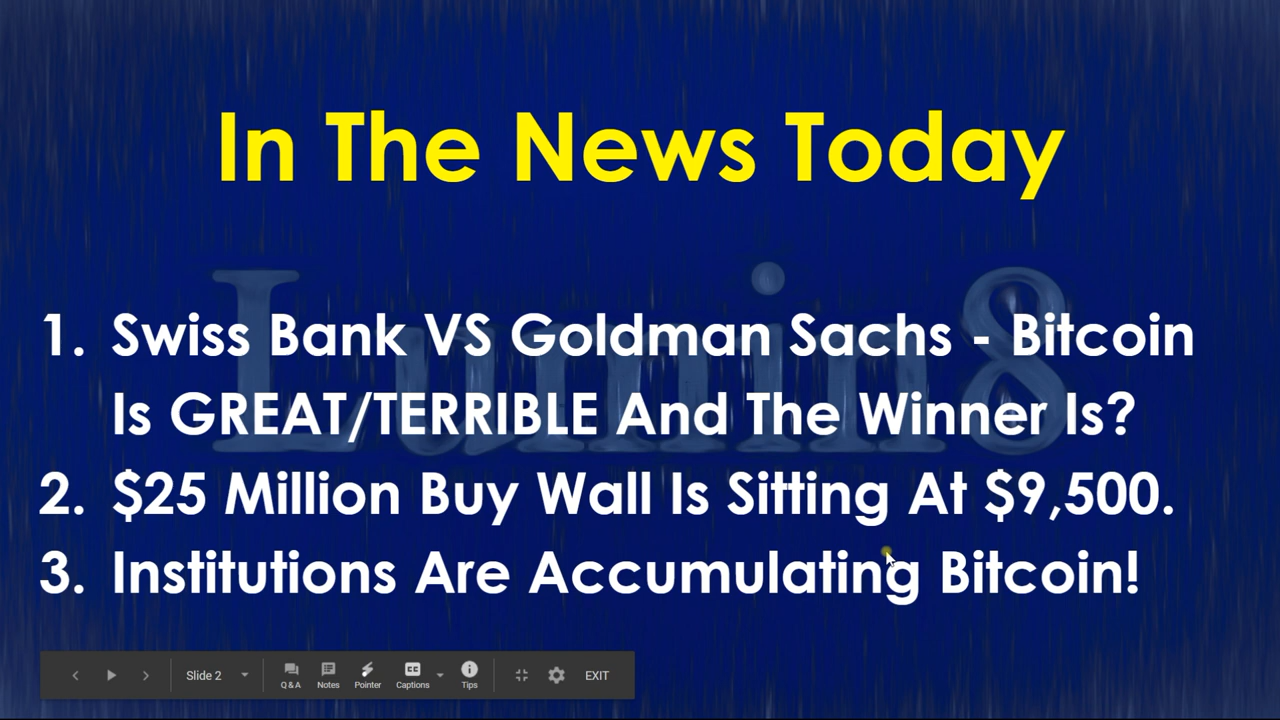 In The News Today
Lumin8
1. Swiss Bank VS Goldman Sachs - Bitcoin
Is GREAT/TERRIBLE And The Winner Is?
2. $25 Million Buy Wall Is Sitting At $9,500.
3. Institutions Are Accumulating Bitcoin!
Slide 2
Q&A
Notes
Pointer
CC
Captions
Tips
EXIT